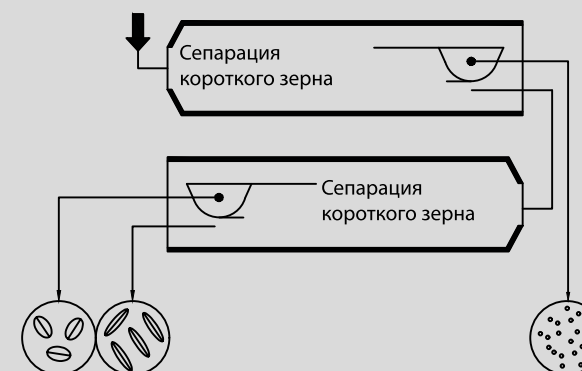 Сепарация
короткого зерна
Сепарация
короткого зерна